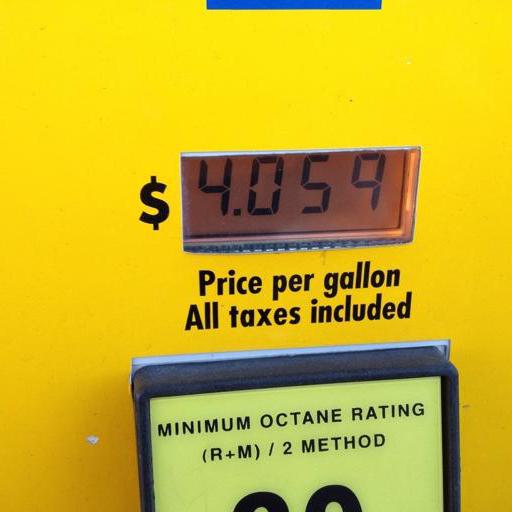 $ 4.059
Price per gallon
All taxes included
MINIMUM OCTANE RATING
(R+M) / 2 METHOD